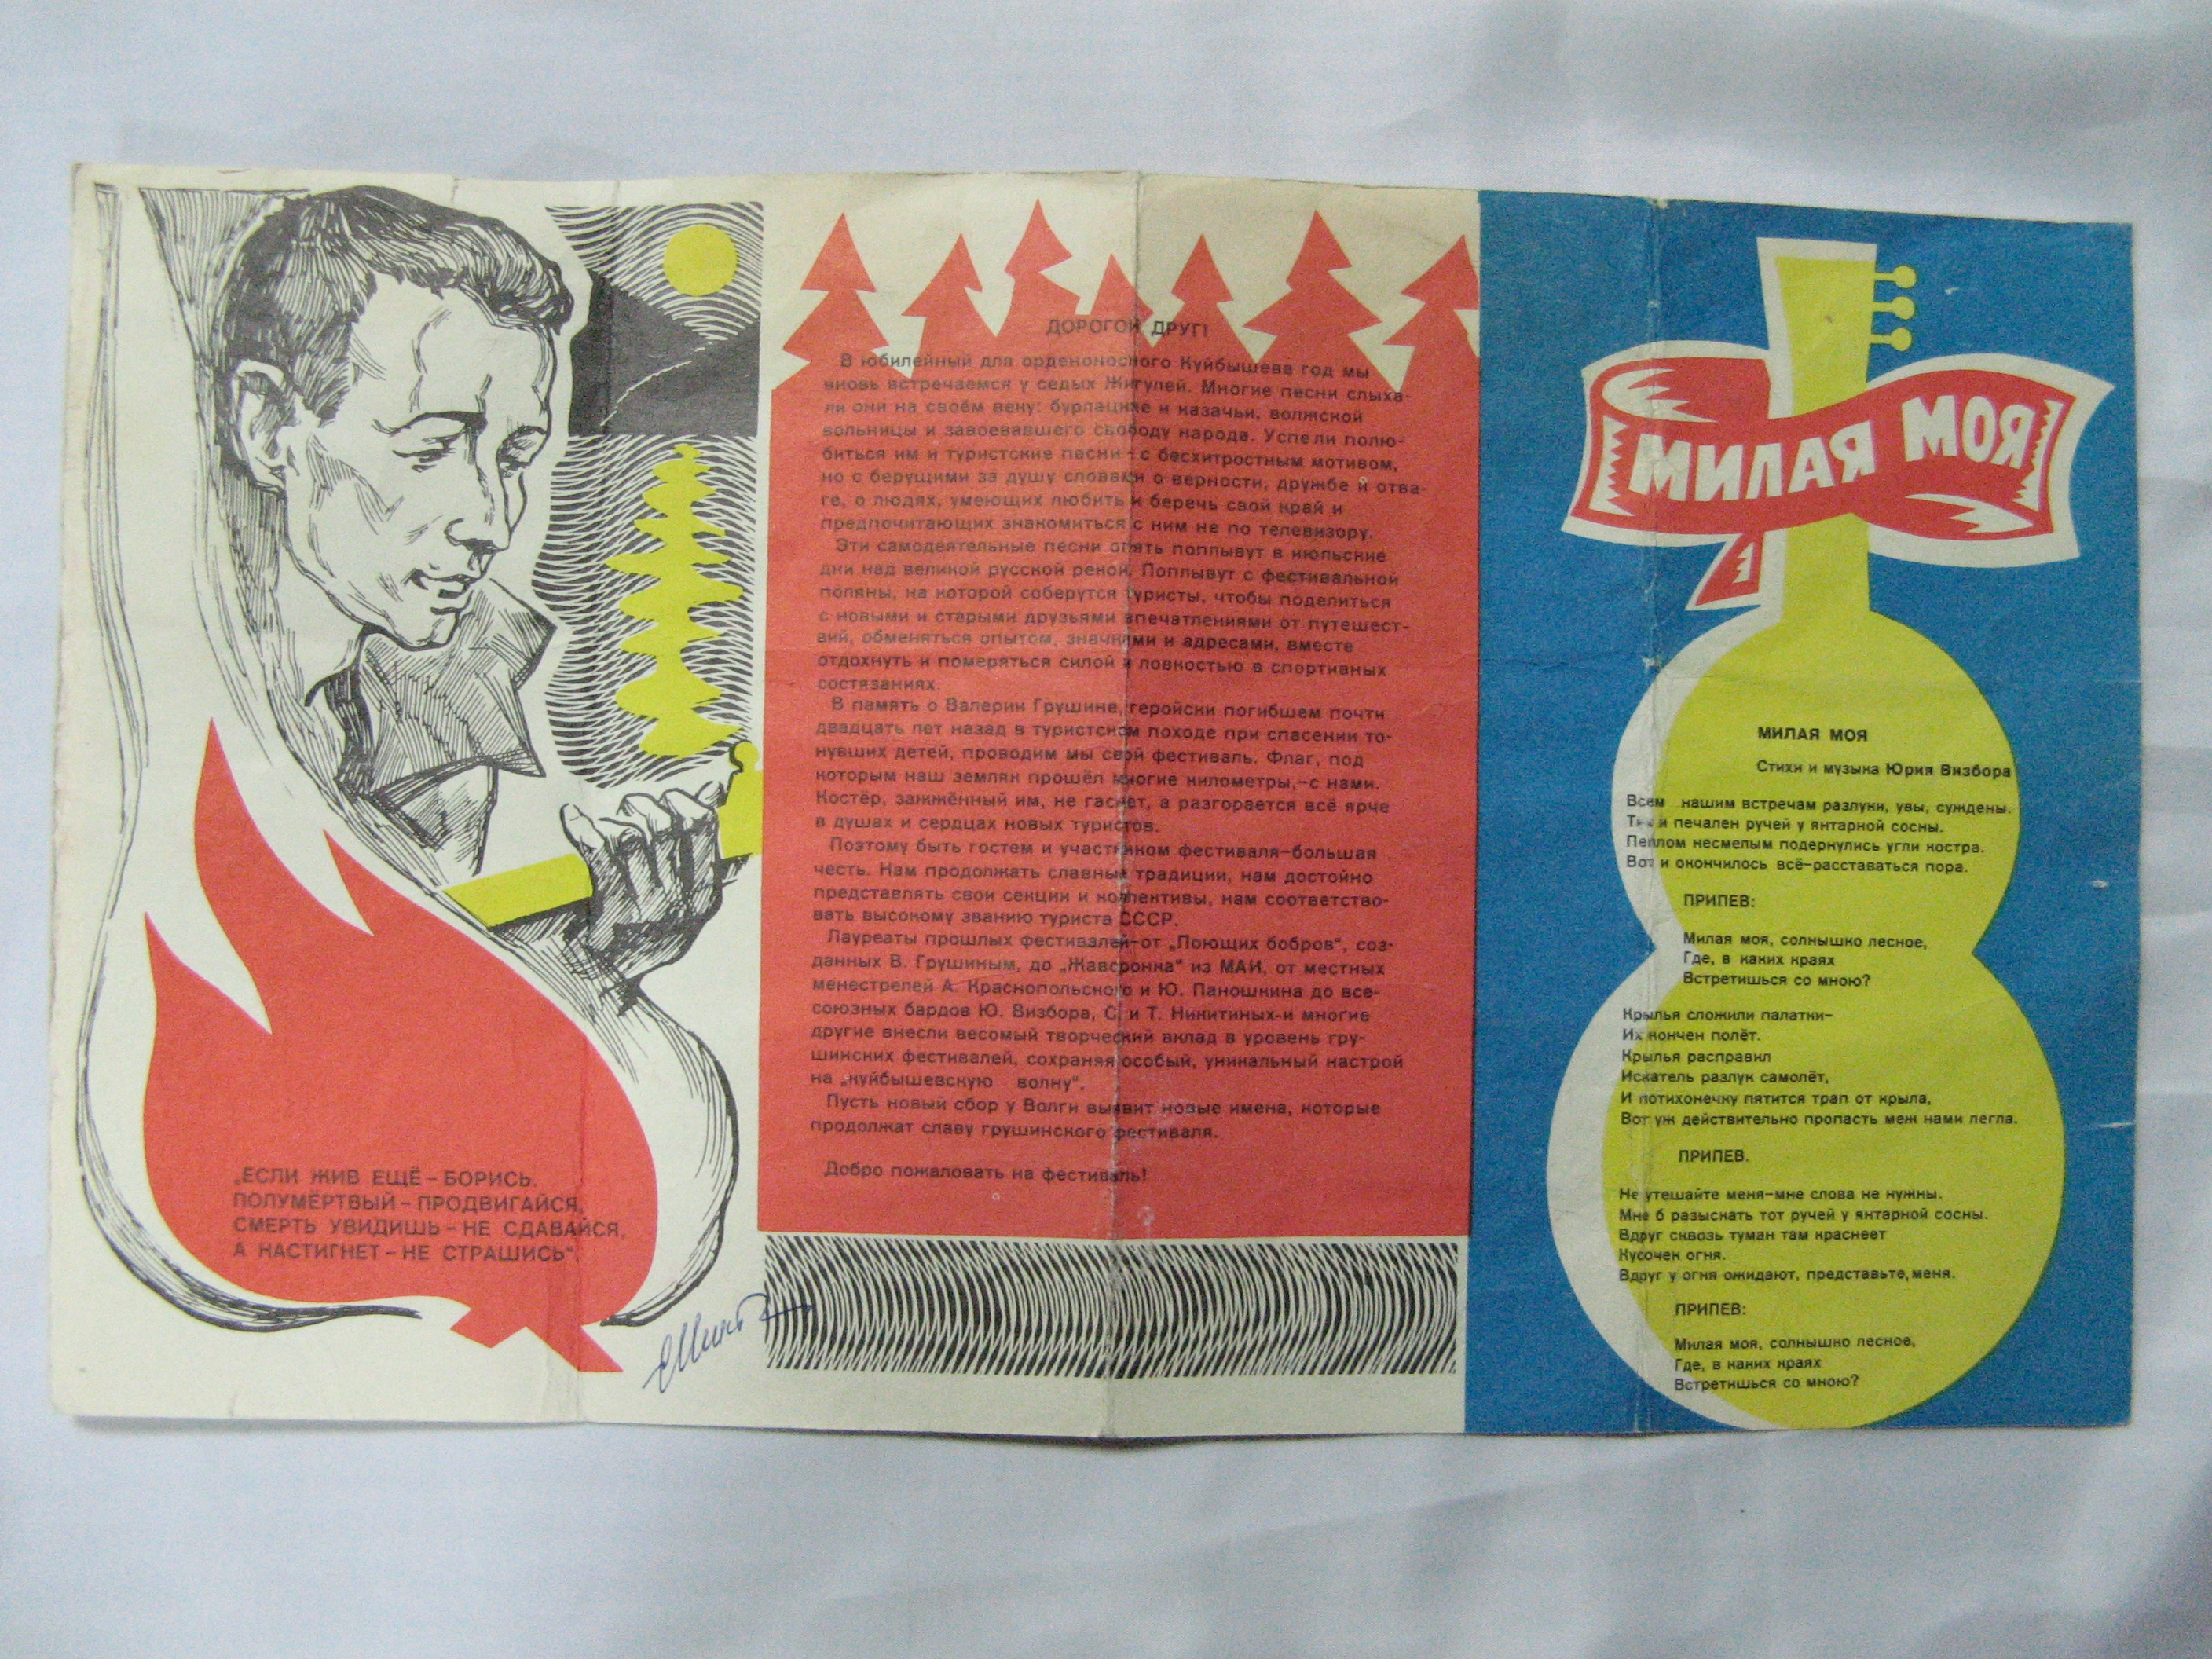 „ЕСЛИ ЖИВ ЕЩЁ – БОРИСЬ.
ПОЛУМЁРТВЫЙ – ПРОДВИГАЙСЯ,
СМЕРТЬ УВИДИШЬ – НЕ СДАВАЙСЯ,
А НАСТИГНЕТ – НЕ СТРАШИСЬ“.
ДОРОГОЙ ДРУГ!
В юбилейный для орденоносного Куйбышева год мы
вновь встречаемся у седых Жигулей. Многие песни слыха-
ли они на своём веку: бурлацкие и казачьи, волжской
вольницы и завоевавшего свободу народа. Успели полю-
биться им и туристские песни – с бесхитростным мотивом,
но с берущими за душу словами о верности, дружбе и отва-
ге, о людях, умеющих любить и беречь свой край и
предпочитающих знакомиться с ним не по телевизору.
Эти самодеятельные песни опять поплывут в июльские
дни над великой русской рекой. Поплывут с фестивальной
поляны, на которой соберутся туристы, чтобы поделиться
с новыми и старыми друзьями впечатлениями от путешест-
вий, обменяться опытом, значками и адресами, вместе
отдохнуть и померяться силой и ловкостью в спортивных
состязаниях.
В память о Валерии Грушине, геройски погибшем почти
двадцать лет назад в туристском походе при спасении то-
нувших детей, проводим мы свой фестиваль. Флаг, под
которым наш земляк прошёл многие километры,–с нами.
Костёр, зажжённый им, не гаснет, а разгорается всё ярче
в душах и сердцах новых туристов.
Поэтому быть гостем и участником фестиваля–большая
честь. Нам продолжать славные традиции, нам достойно
представлять свои секции и коллективы, нам соответство-
вать высокому званию туриста СССР.
Лауреаты прошлых фестивалей–от „Поющих бобров“, соз-
данных В. Грушиным, до „Жаворонка“ из МАИ, от местных
менестрелей А. Краснопольского и Ю. Паношкина до все-
союзных бардов Ю. Визбора, С. и Т. Никитиных-и многие
другие внесли весомый творческий вклад в уровень гру-
шинских фестивалей, сохраняя особый, уникальный настрой
на „куйбышевскую волну“.
Пусть новый сбор у Волги выявит новые имена, которые
продолжат славу грушинского фестиваля.
Добро пожаловать на фестиваль!
МИЛАЯ МОЯ
МИЛАЯ МОЯ
Стихи и музыка Юрия Визбора
Всем нашим встречам разлуки, увы, суждены.
Тих и печален ручей у янтарной сосны.
Пеплом несмелым подернулись угли костра.
Вот и окончилось всё–расставаться пора.
ПРИПЕВ:
Милая моя, солнышко лесное,
Где, в каких краях
Встретишься со мною?
Крылья сложили палатки–
Их кончен полёт.
Крылья расправил
Искатель разлук самолёт,
И потихонечку пятится трап от крыла,
Вот уж действительно пропасть меж нами легла.
ПРИПЕВ.
Не утешайте меня–мне слова не нужны.
Мне б разыскать тот ручей у янтарной сосны.
Вдруг сквозь туман там краснеет
Кусочек огня.
Вдруг у огня ожидают, представьте, меня.
ПРИПЕВ:
Милая моя, солнышко лесное,
Где, в каких краях
Встретишься со мною?